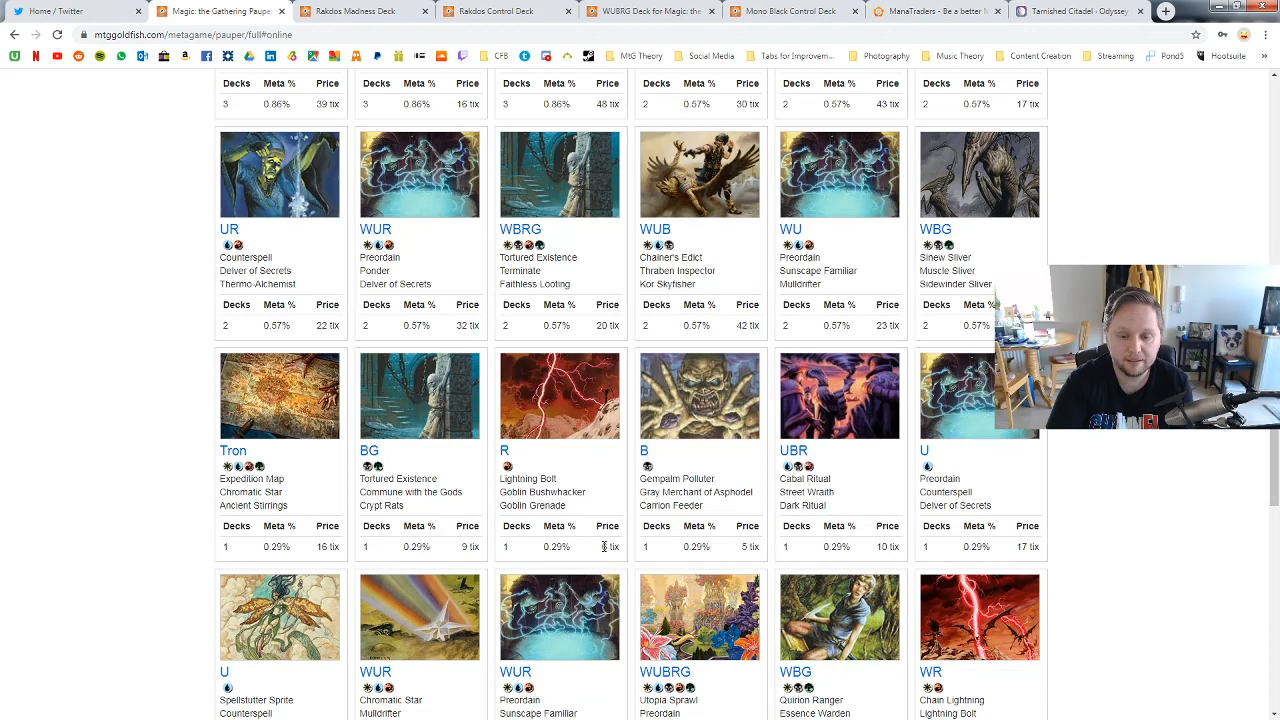 Home / Twitter
Magic: the Gathering Paupe
Rakdos Madness Deck
Rakdos Control Deck
WUBRG Deck for Magic: the
Mono Black Control Deck
ManaTraders - Be a better M
Tarnished Citadel - Odyssey
mtggoldfish.com/metagame/pauper/full#online
CFB
MtG Theory
Social Media
Tabs for Improvem...
Photography
Music Theory
Content Creation
Streaming
Pond5
Hootsuite
Decks Meta % Price Decks Meta % Price Decks Meta % Price Decks Meta % Price Decks Meta % Price Decks Meta % Price
3 0.86% 39 tix 3 0.86% 16 tix 3 0.86% 48 tix 2 0.57% 30 tix 2 0.57% 43 tix 2 0.57% 17 tix
UR WUR WBRG WUB WU WBG
Counterspell Preordain Tortured Existence Chainer's Edict Preordain Sinew Sliver
Delver of Secrets Ponder Terminate Thraben Inspector Sunscape Familiar Muscle Sliver
Thermo-Alchemist Delver of Secrets Faithless Looting Kor Skyfisher Mulldrifter Sidewinder Sliver
Decks Meta % Price Decks Meta % Price Decks Meta % Price Decks Meta % Price Decks Meta % Price Decks Meta %
2 0.57% tix 2 0.57% 32 tix 2 0.57% 20 tix 2 0.57% 42 tix 2 0.57% 23 tix 2 0.57%
Tron BG R B UBR U
Expedition Map Tortured Existence Lightning Bolt Gempalm Polluter Cabal Ritual Preordain
Chromatic Star Commune with the Gods Goblin Bushwhacker Gray Merchant of Asphodel Street Wraith Counterspell
Ancient Stirrings Crypt Rats Goblin Grenade Carrion Feeder Dark Ritual Delver of Secrets
Decks Meta % Price Decks Meta % Price Decks Meta % Price Decks Meta % Price Decks Meta % Price Decks Meta % Price
1 0.29% 16 tix 1 0.29% 9 tix 1 0.29% tix 1 0.29% 5 tix 1 0.29% 10 tix 1 0.29% 17 tix
U WUR WUR WUBRG WBG WR
Spellstutter Sprite Chromatic Star Preordain Utopia Sprawl Quirion Ranger Chain Lightning
Counterspell Mulldrifter Sunscape Familiar Preordain Essence Warden Lightning Bolt